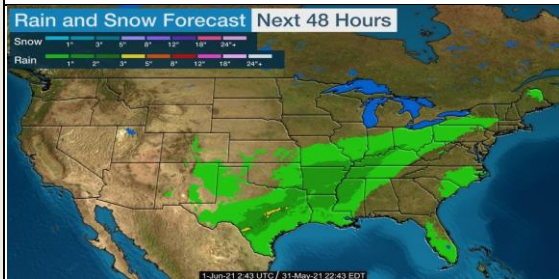 Rain and Snow Forecast Next 48 Hours
Snow
1" 3" 5" 8" 12" 18" 24"+
Rain
1" 2" 3" 5" 8" 12" 18" 24"+
1-Jun-21 2:43 UTC / 31-May-21 22:43 EDT